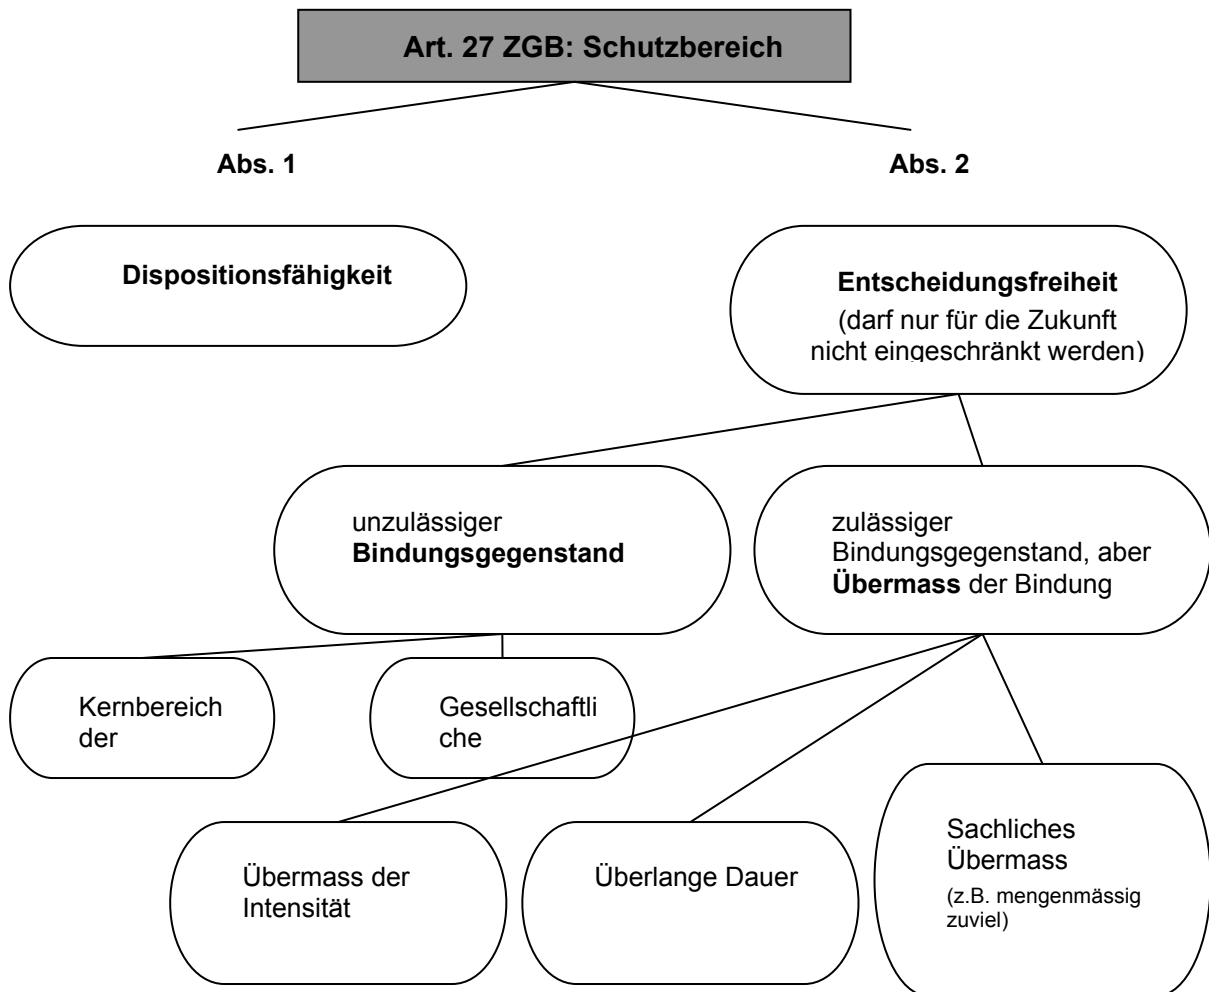 Art. 27 ZGB: Schutzbereich
Abs. 1
Abs. 2
Dispositionsfähigkeit
Entscheidungsfreiheit
(darf nur für die Zukunft
nicht eingeschränkt werden)
unzulässiger
Bindungsgegenstand
zulässiger
Bindungsgegenstand, aber
Übermass der Bindung
Kernbereich
der
Gesellschaftli
che
Übermass der
Intensität
Überlange Dauer
Sachliches
Übermass
(z.B. mengenmässig
zuviel)